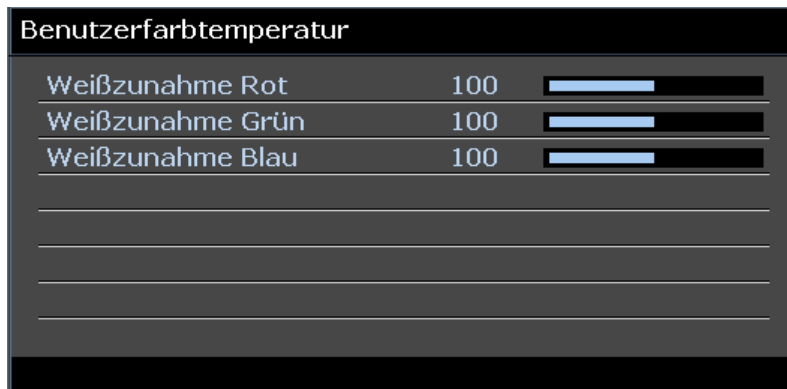 Benutzerfarbtemperatur
Weißzunahme Rot 100
Weißzunahme Grün 100
Weißzunahme Blau 100